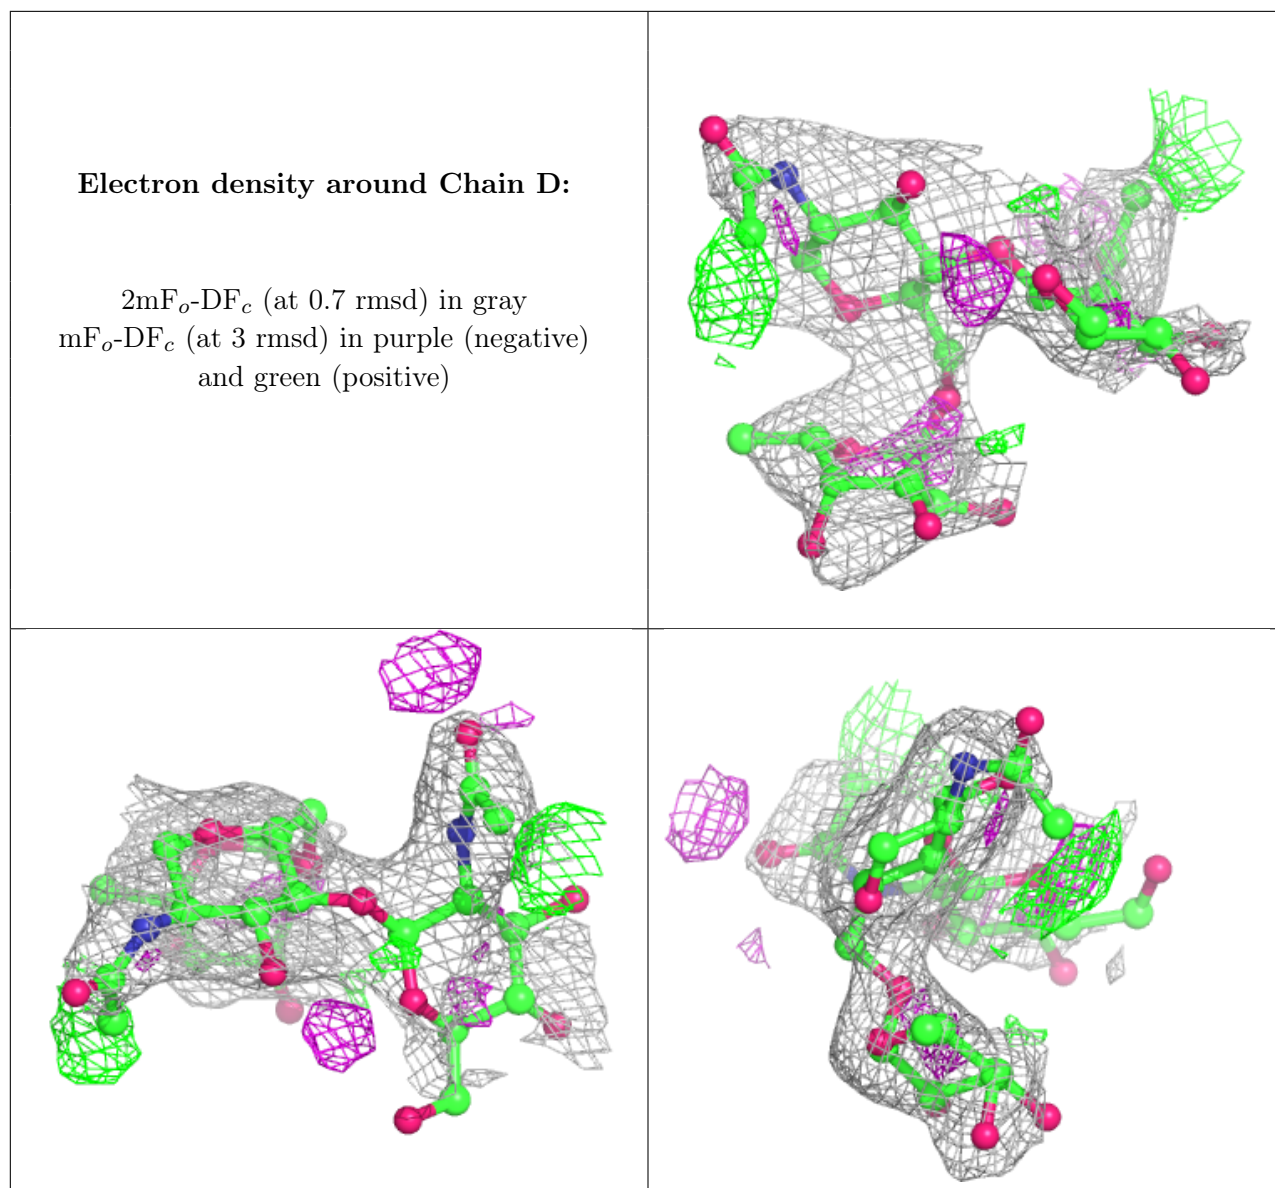 Electron density around Chain D:
2mFo-DFc (at 0.7 rmsd) in gray
mFo-DFc (at 3 rmsd) in purple (negative)
and green (positive)